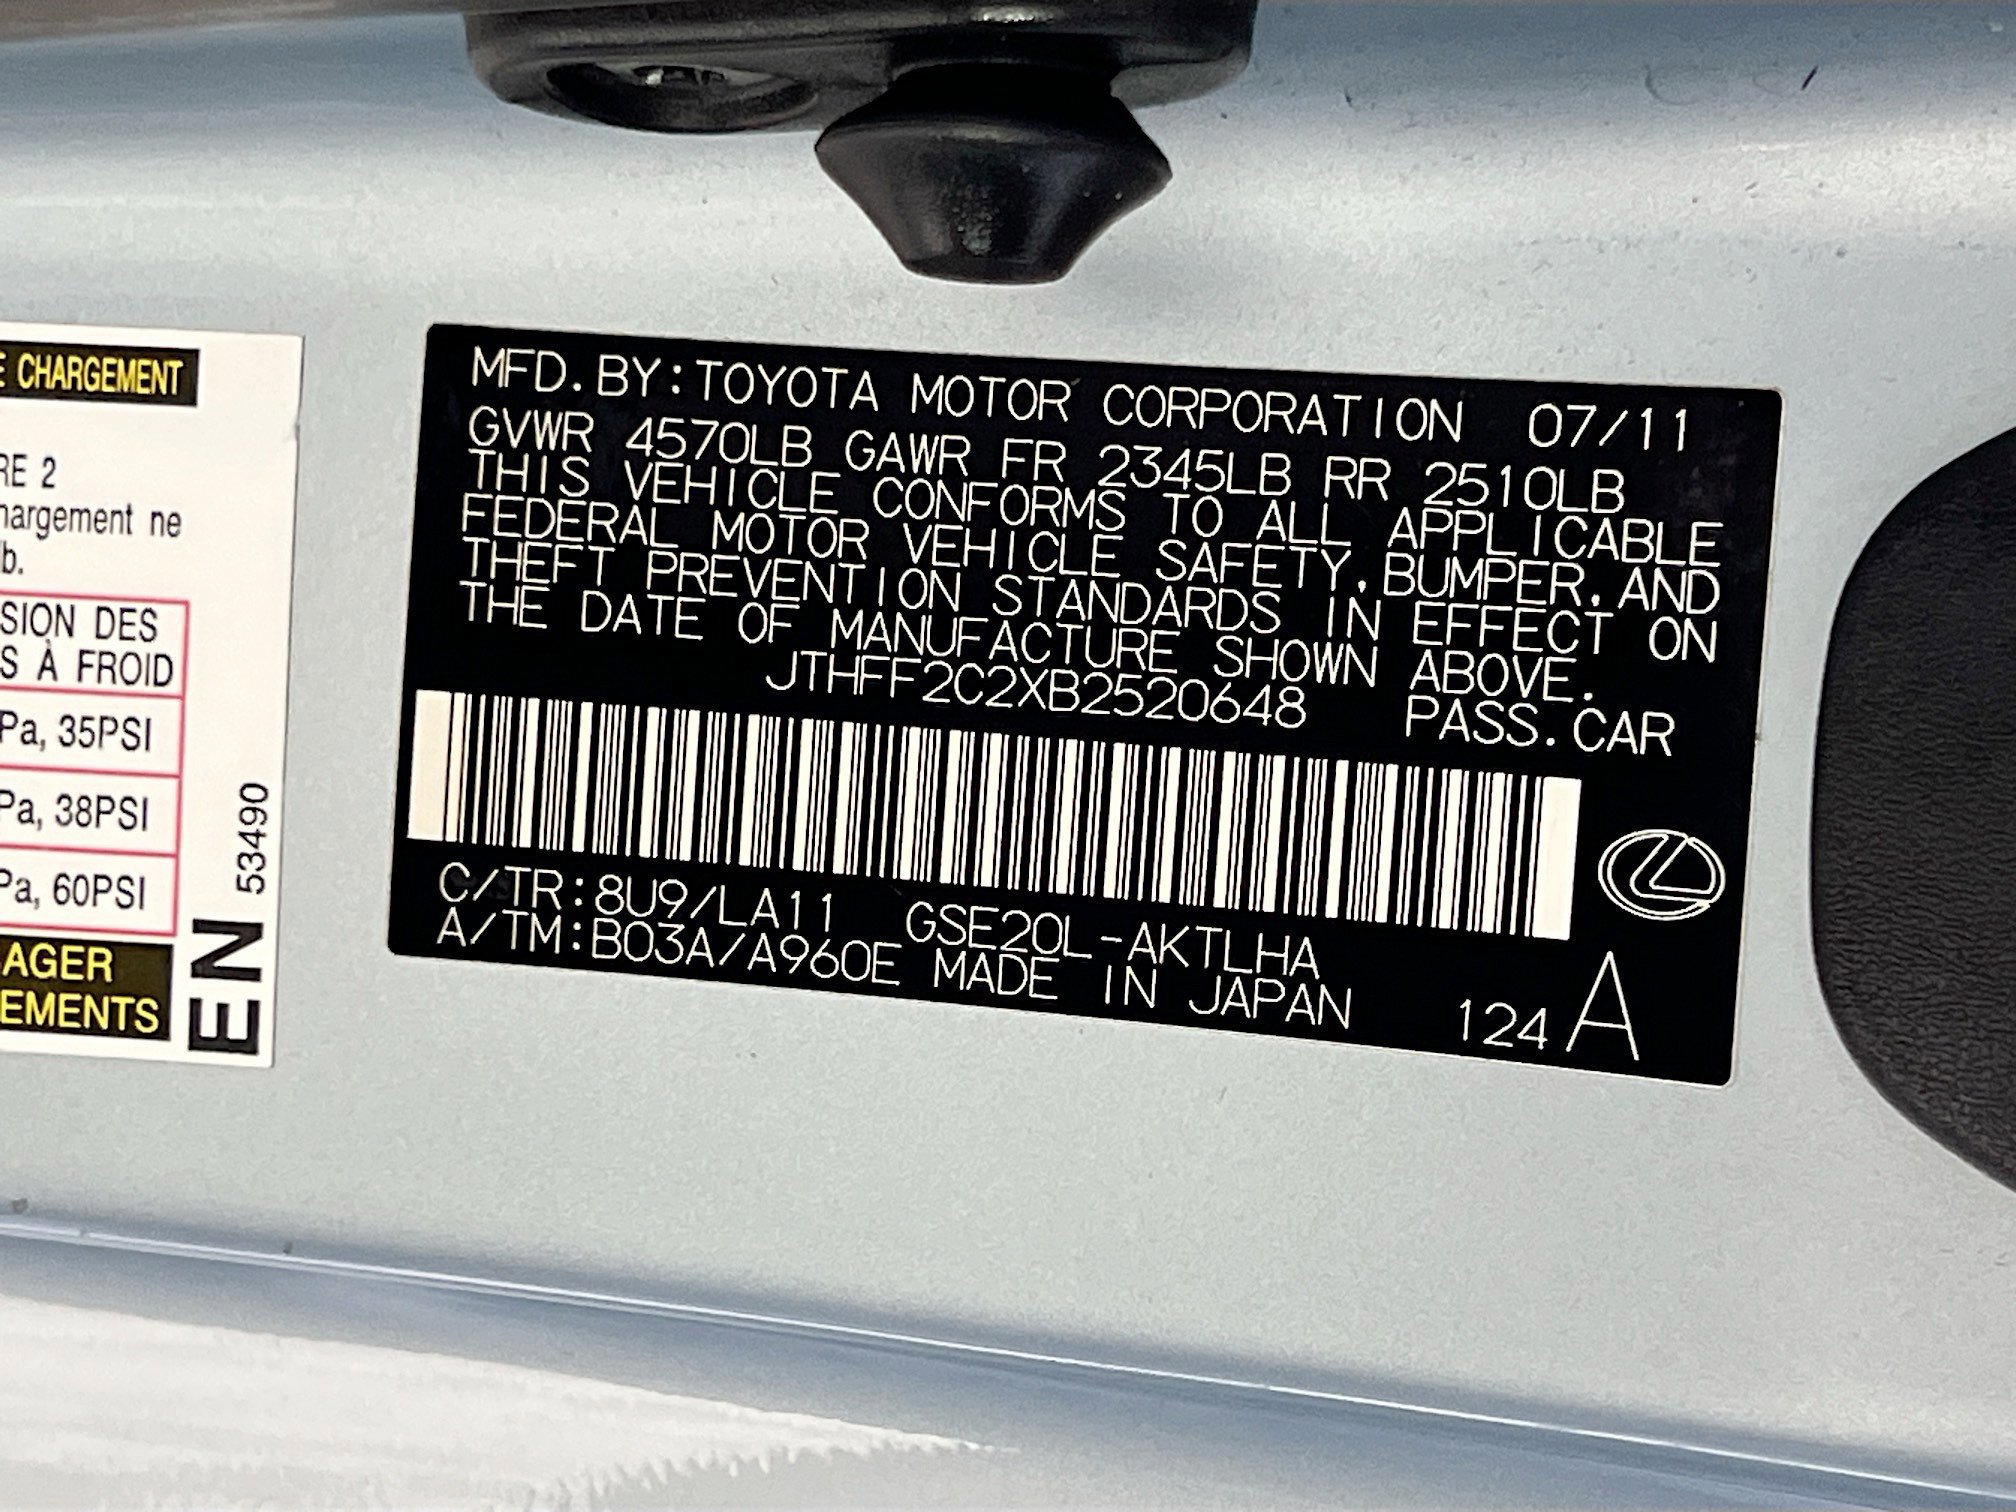 E CHARGEMENT
RE 2
hargement ne
b.
SION DES
S À FROID
Pa, 35PSI
Pa, 38PSI
Pa, 60PSI
AGER
EMENTS
EN 53490
MFD. BY: TOYOTA MOTOR CORPORATION 07/11
GVWR 4570LB GAWR FR 2345LB RR 2510LB
THIS VEHICLE CONFORMS TO ALL APPLICABLE
FEDERAL MOTOR VEHICLE SAFETY, BUMPER, AND
THEFT PREVENTION STANDARDS IN EFFECT ON
THE DATE OF MANUFACTURE SHOWN ABOVE.
JTHFF2C2XB2520648 PASS. CAR
C/TR: 8U9/LA11 GSE20L-AKTLHA
A/TM: B03A/A960E MADE IN JAPAN 124 A